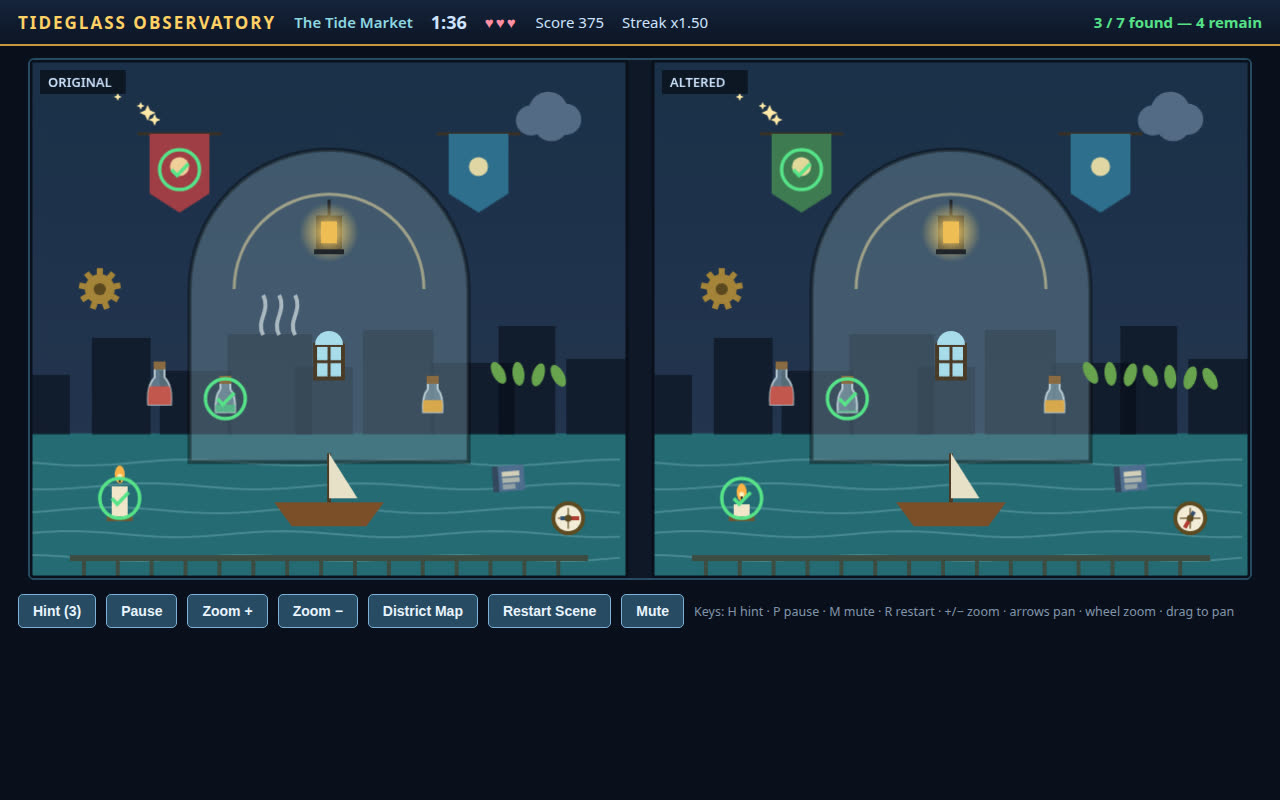 TIDEGLASS OBSERVATORY The Tide Market 1:36 ♥♥♥ Score 375 Streak x1.50 3 / 7 found — 4 remain
ORIGINAL ALTERED
Hint (3) Pause Zoom + Zoom − District Map Restart Scene Mute Keys: H hint · P pause · M mute · R restart · +/− zoom · arrows pan · wheel zoom · drag to pan